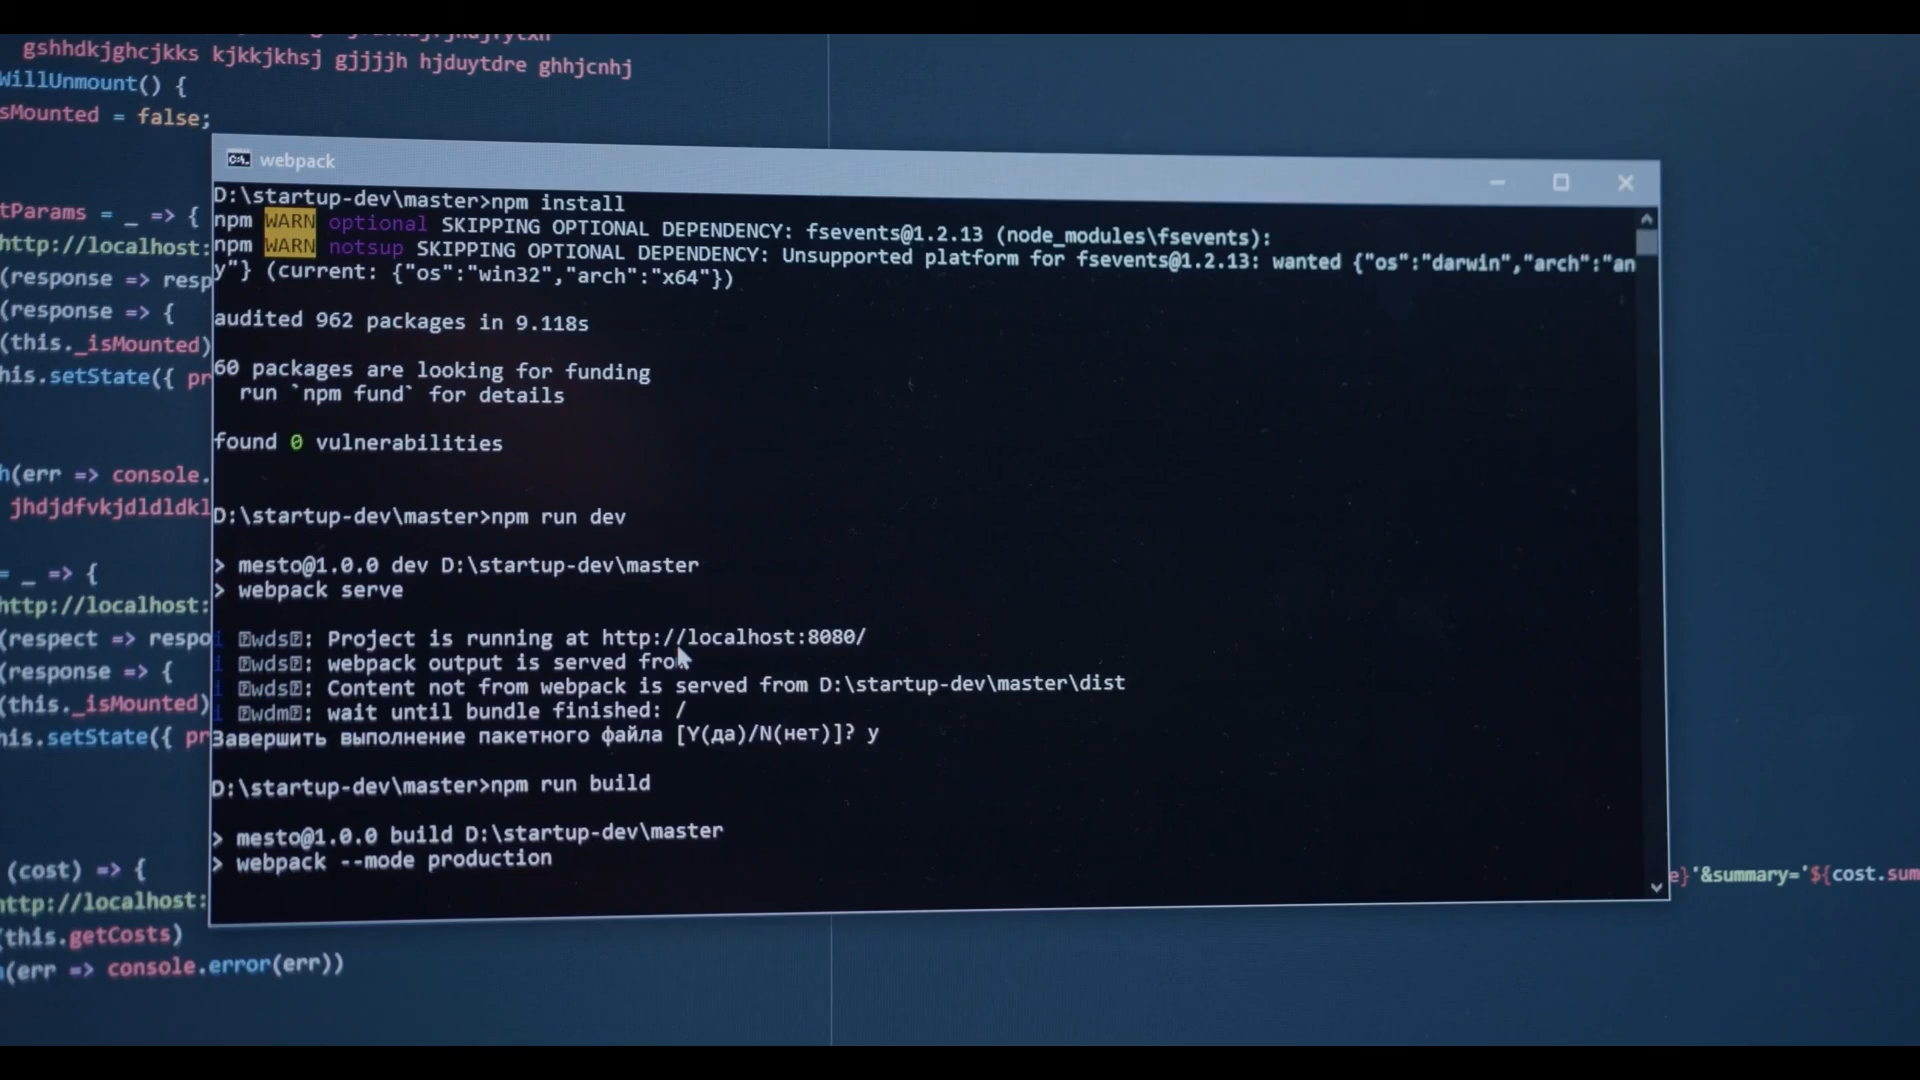 gshhdkjghcjkks kjkkjkhsj gjjjjh hjduytdre ghhjcnhj
WillUnmount() {
sMounted = false;
tParams = _ => {
http://localhost:
(response => resp
(response => {
(this._isMounted)
his.setState({ pr
h(err => console.
jhdjdfvkjdldldkl
= _ => {
http://localhost:
(respect => respo
(response => {
(this._isMounted)
his.setState({ pr
(cost) => {
http://localhost:
(this.getCosts)
(err => console.error(err))
webpack
D:\startup-dev\master>npm install
npm WARN optional SKIPPING OPTIONAL DEPENDENCY: fsevents@1.2.13 (node_modules\fsevents):
npm WARN notsup SKIPPING OPTIONAL DEPENDENCY: Unsupported platform for fsevents@1.2.13: wanted {"os":"darwin","arch":"an
y"} (current: {"os":"win32","arch":"x64"})
audited 962 packages in 9.118s
60 packages are looking for funding
run `npm fund` for details
found 0 vulnerabilities
D:\startup-dev\master>npm run dev
> mesto@1.0.0 dev D:\startup-dev\master
> webpack serve
i wds: Project is running at http://localhost:8080/
i wds: webpack output is served from
i wds: Content not from webpack is served from D:\startup-dev\master\dist
i wdm: wait until bundle finished: /
Завершить выполнение пакетного файла [Y(да)/N(нет)]? y
D:\startup-dev\master>npm run build
> mesto@1.0.0 build D:\startup-dev\master
> webpack --mode production
e}'&summary='${cost.sum